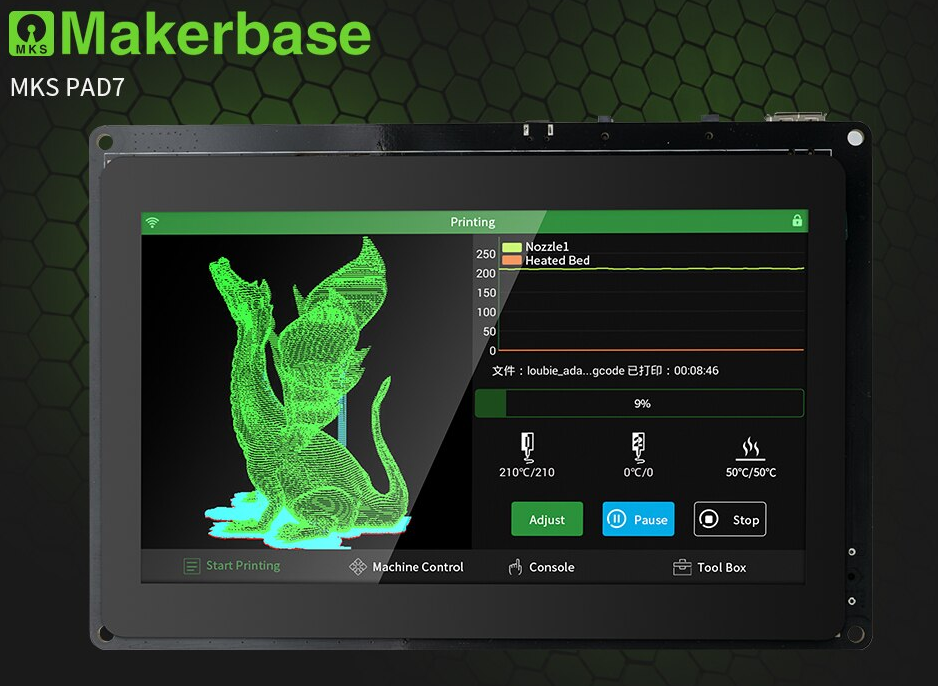 MKS
Makerbase
MKS PAD7
Printing
250
200
150
100
50
0
Nozzle1
Heated Bed
文件：loubie_ada...gcode 已打印：00:08:46
9%
210℃/210
0℃/0
50℃/50℃
Adjust
Pause
Stop
Start Printing
Machine Control
Console
Tool Box